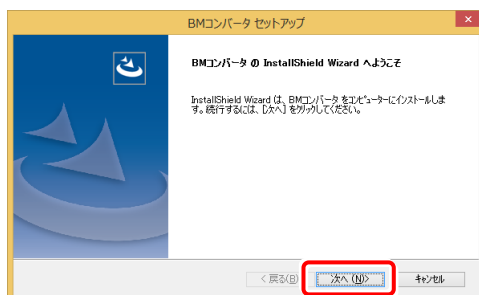 BMコンバータ セットアップ
×
BMコンバータ の InstallShield Wizard へようこそ
InstallShield Wizard は、BMコンバータ をコンピューターにインストールしま
す。続行するには、[次へ] をクリックしてください。
< 戻る(B)
次へ (N)>
キャンセル